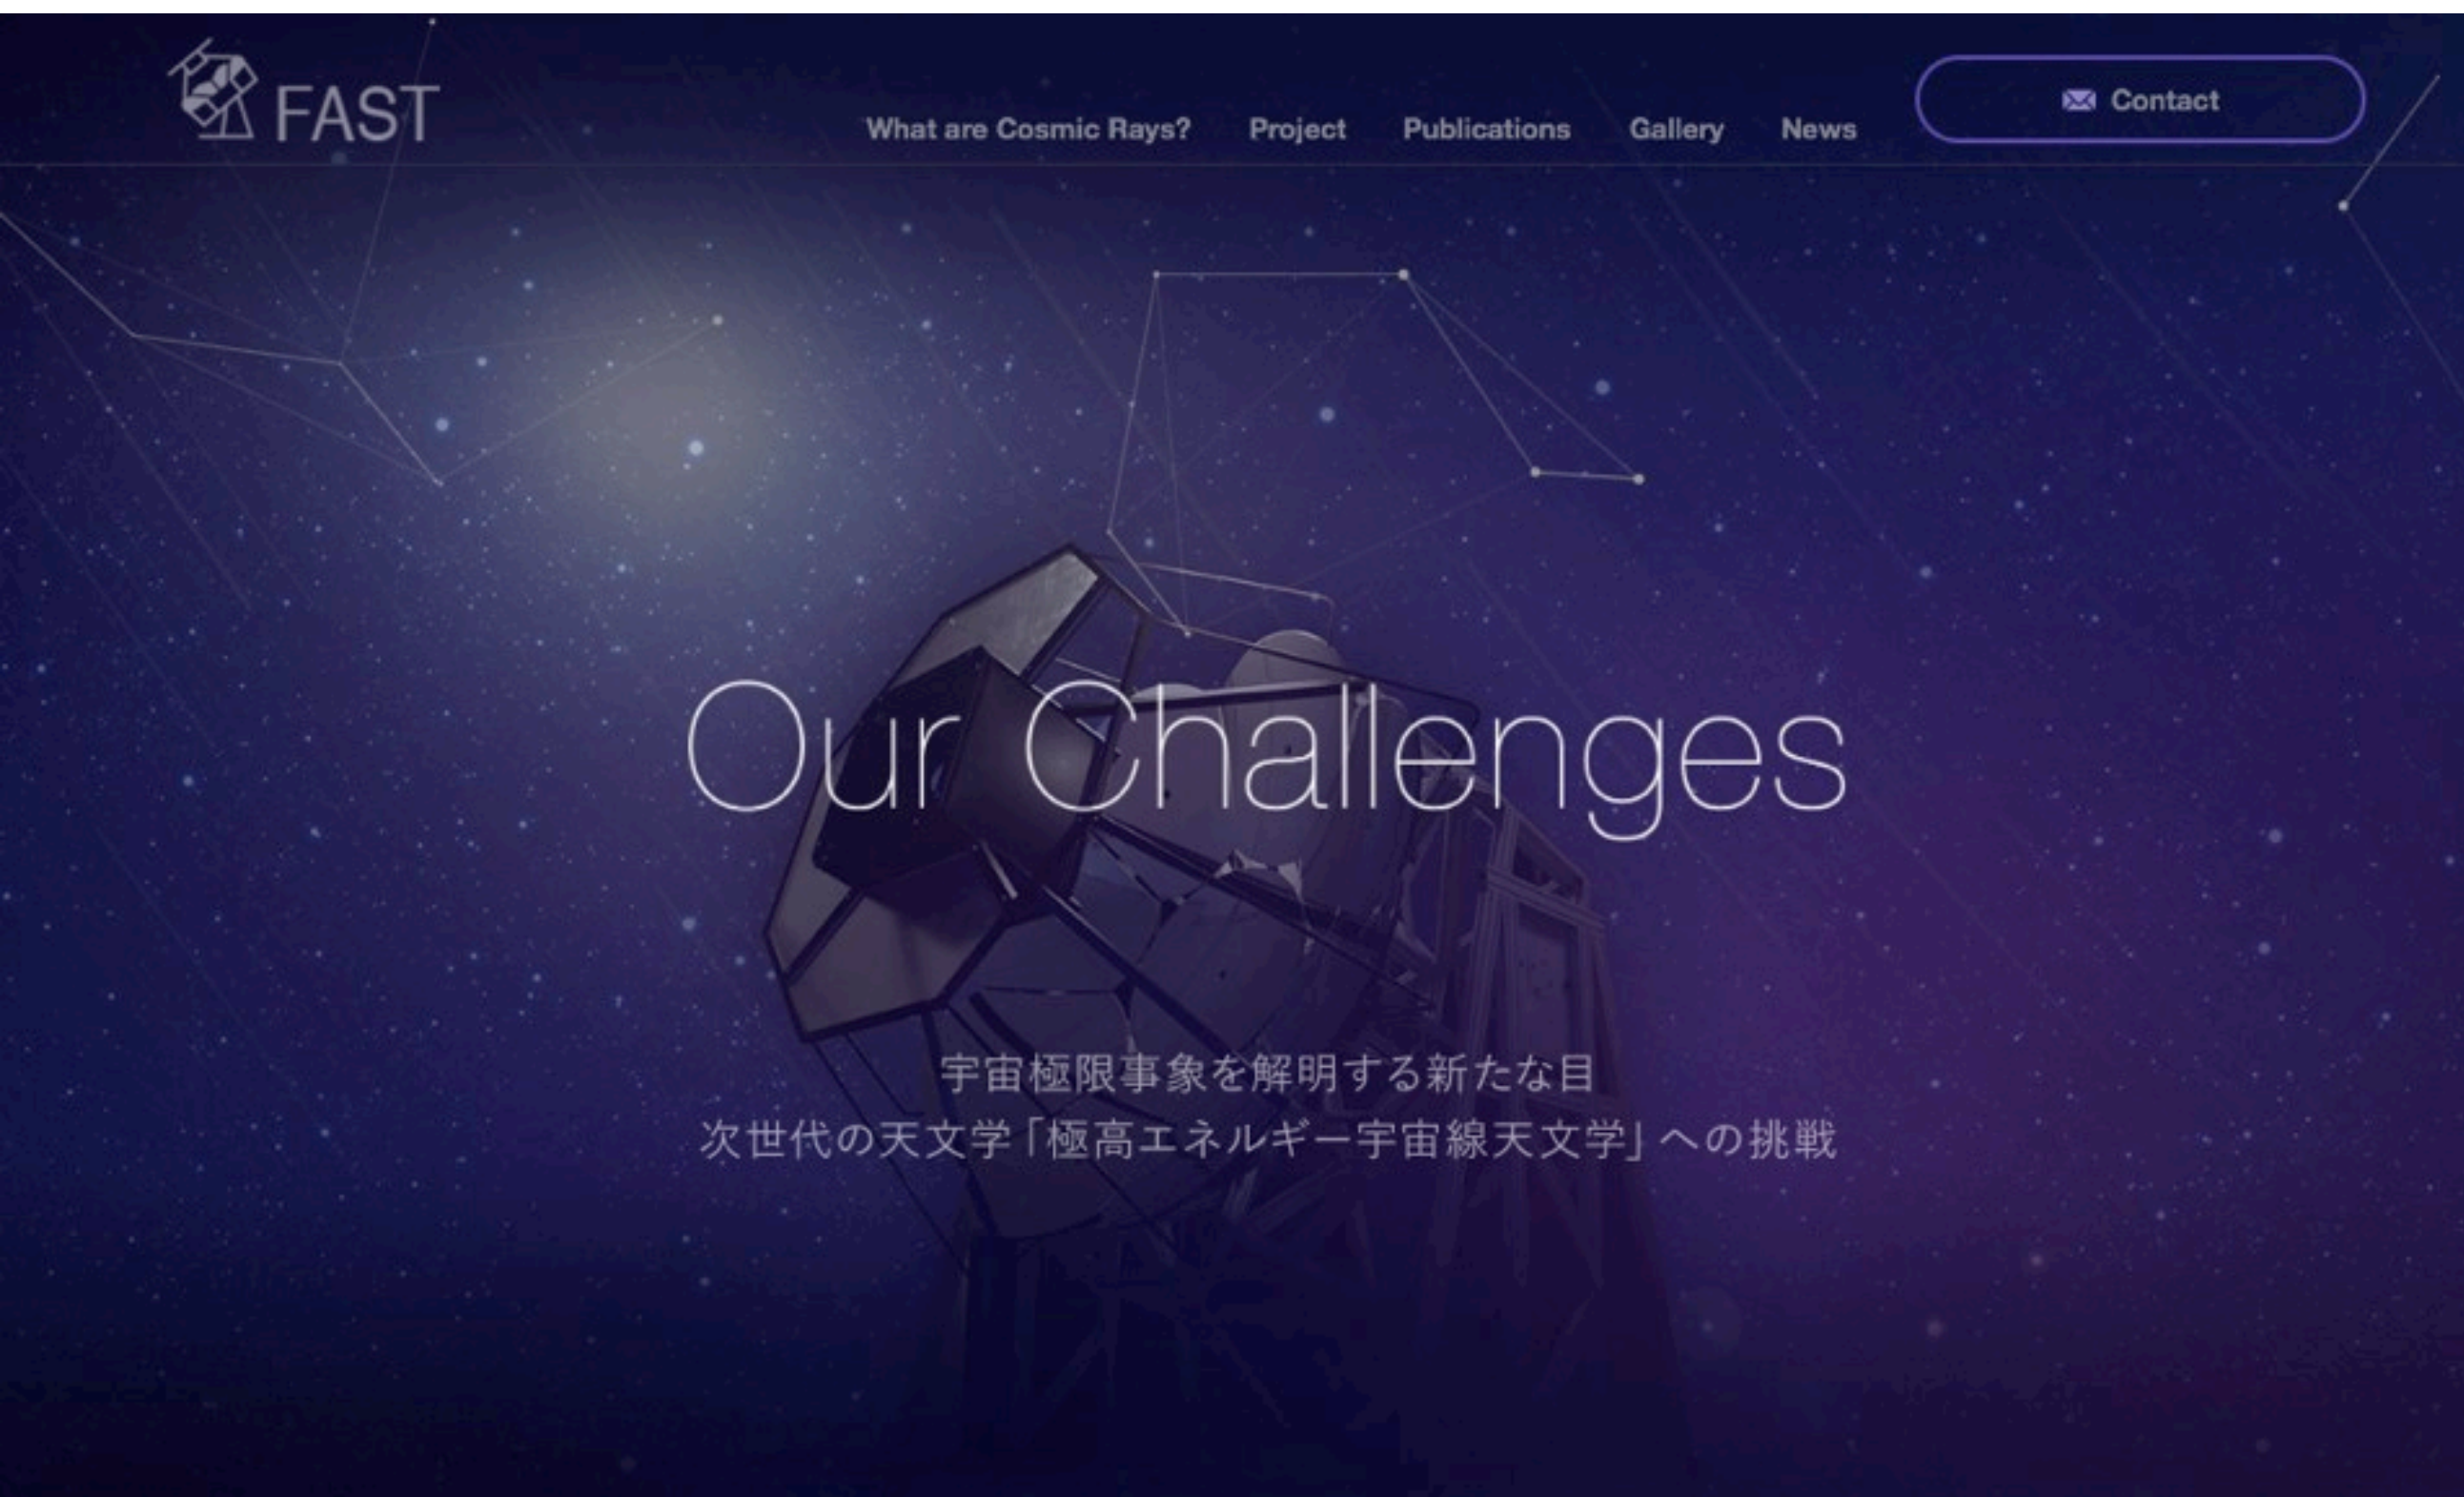 FAST
What are Cosmic Rays? Project Publications Gallery News Contact
Our Challenges
宇宙極限事象を解明する新たな目
次世代の天文学「極高エネルギー宇宙線天文学」への挑戦